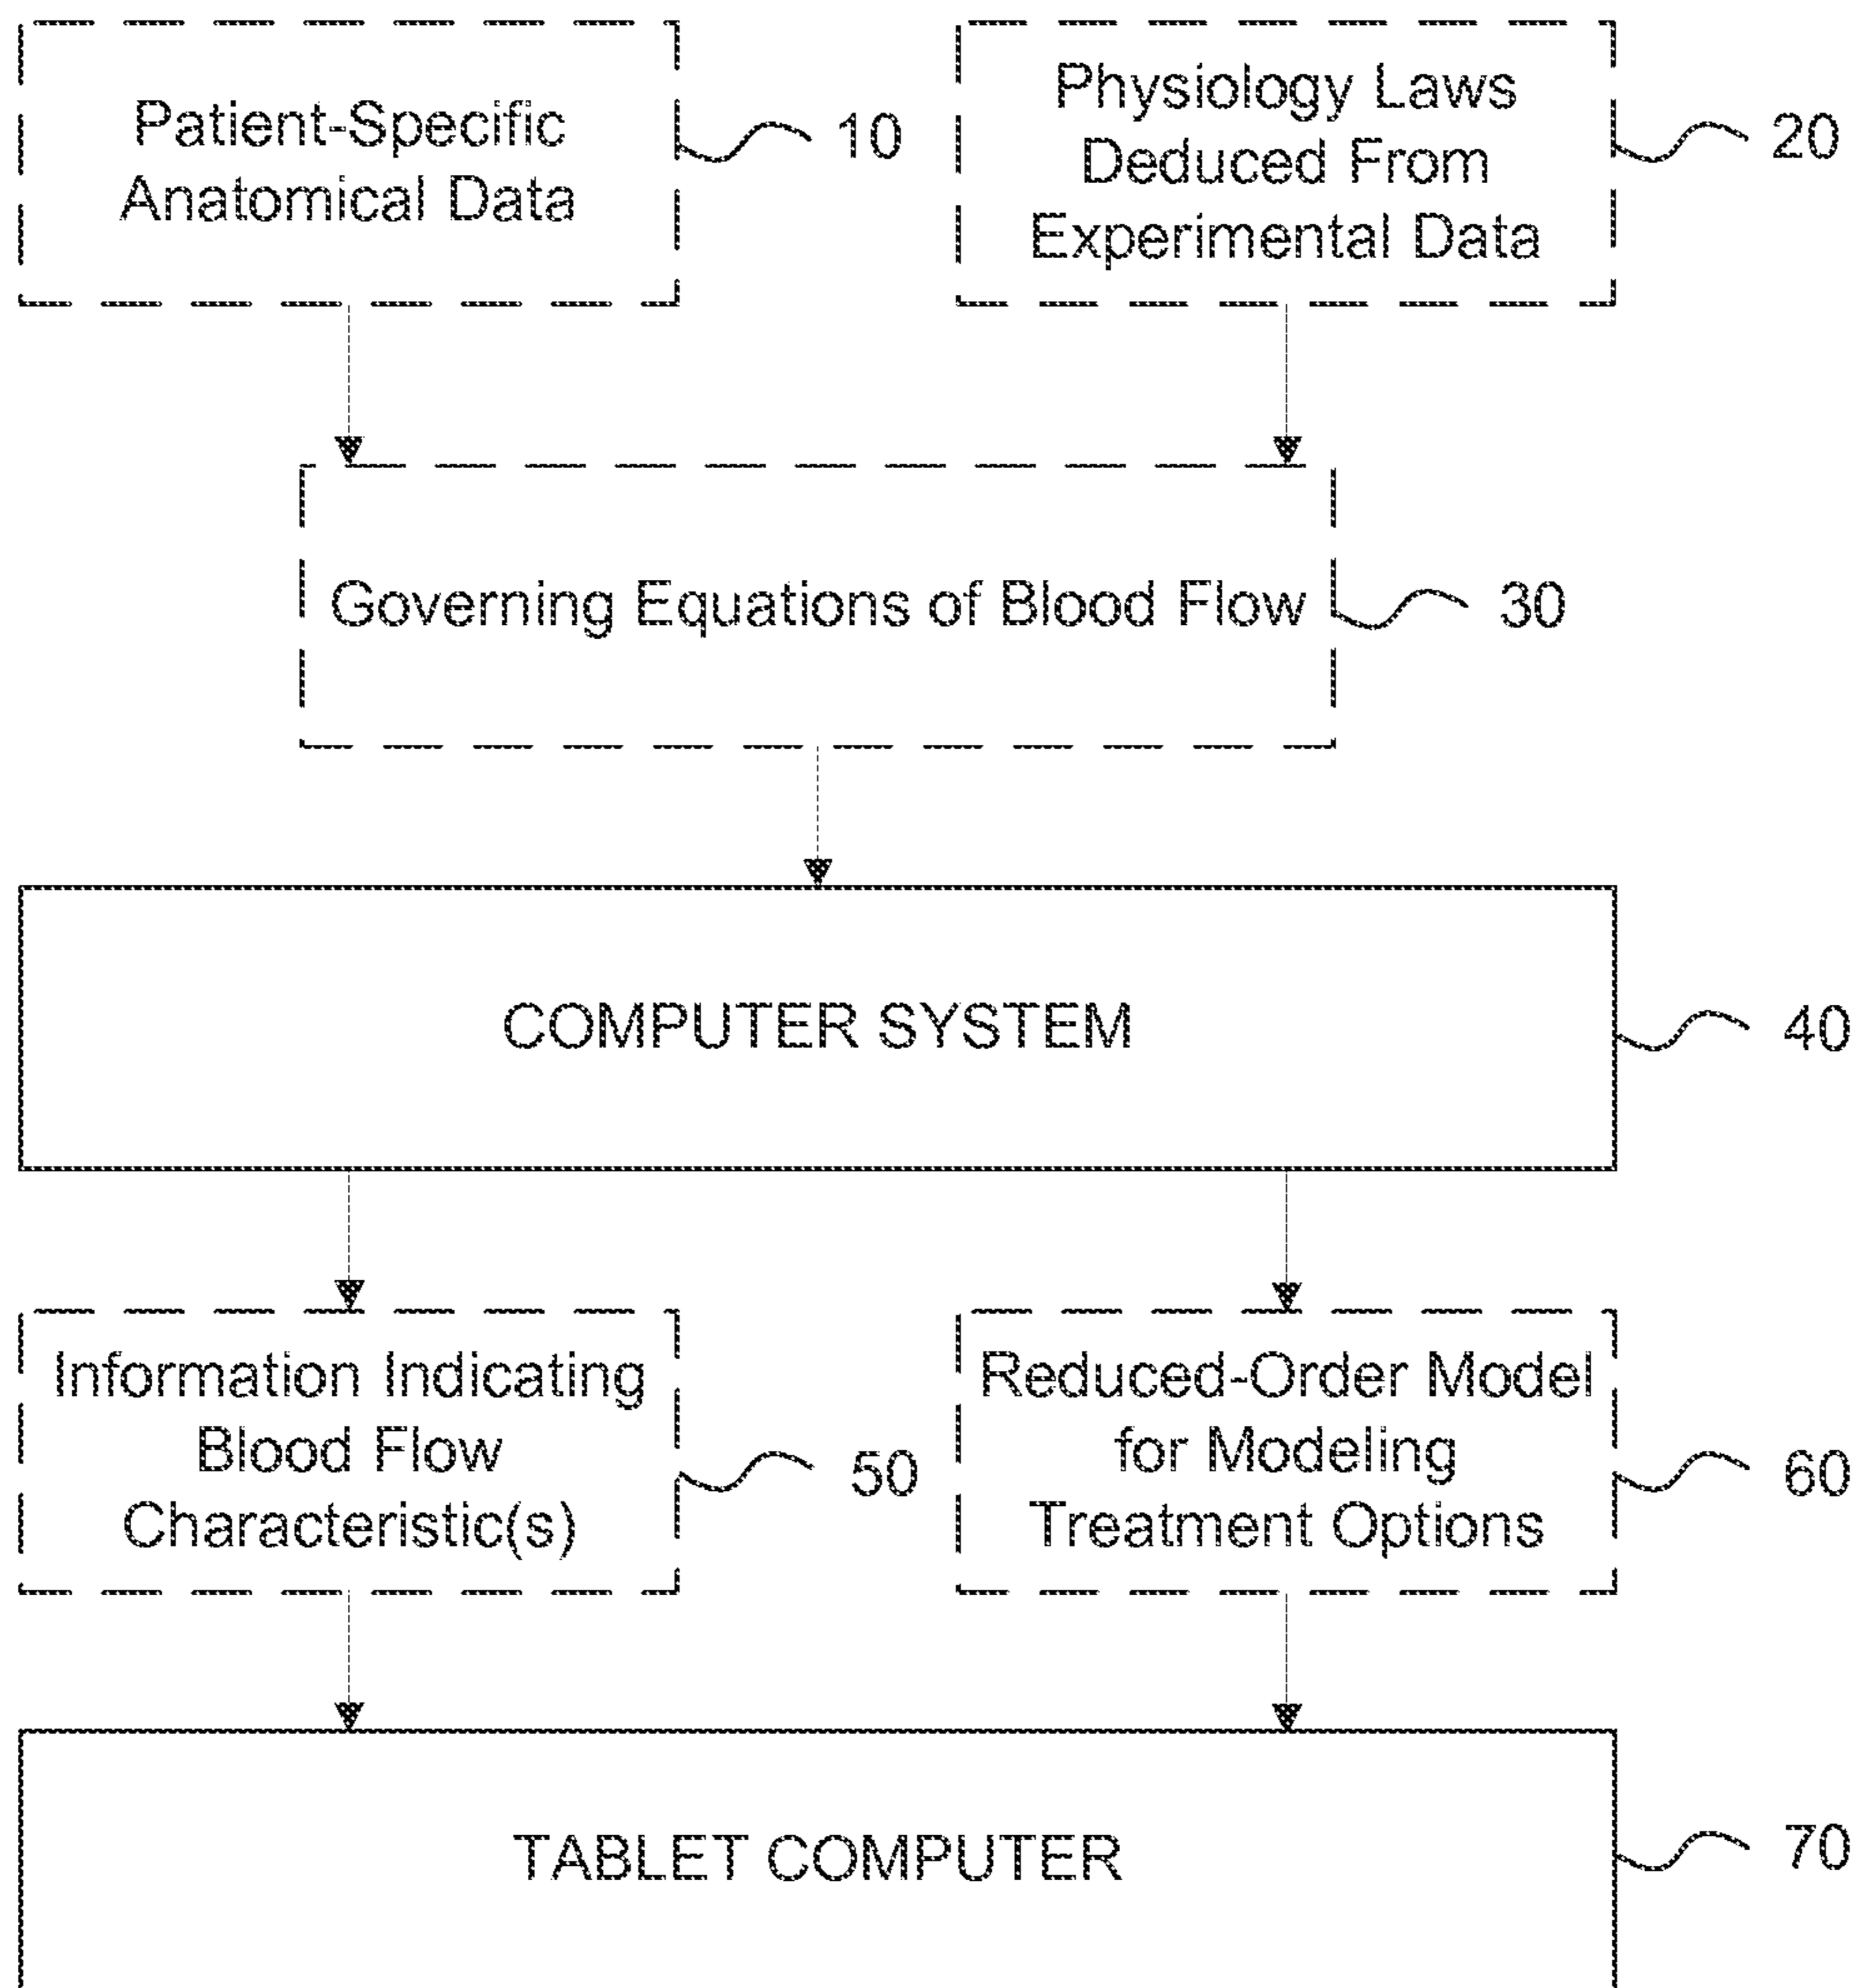 Patient-Specific
Anatomical Data
10
Physiology Laws
Deduced From
Experimental Data
20
Governing Equations of Blood Flow
30
COMPUTER SYSTEM
40
Information Indicating
Blood Flow
Characteristic(s)
50
Reduced-Order Model
for Modeling
Treatment Options
60
TABLET COMPUTER
70